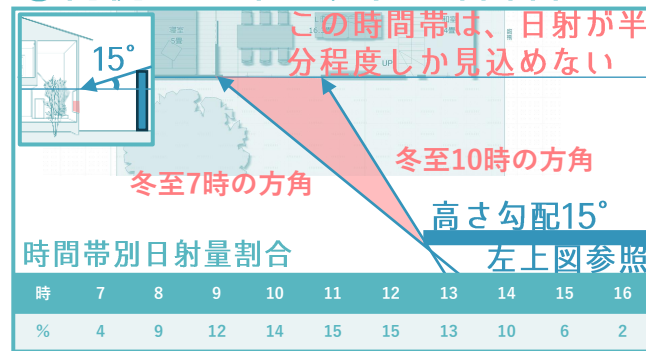 この時間帯は、日射が半
分程度しか見込めない
15°
UP
冬至10時の方角
冬至7時の方角
高さ勾配15°
左上図参照
時間帯別日射量割合
時 7 8 9 10 11 12 13 14 15 16
% 4 9 12 14 15 15 13 10 6 2